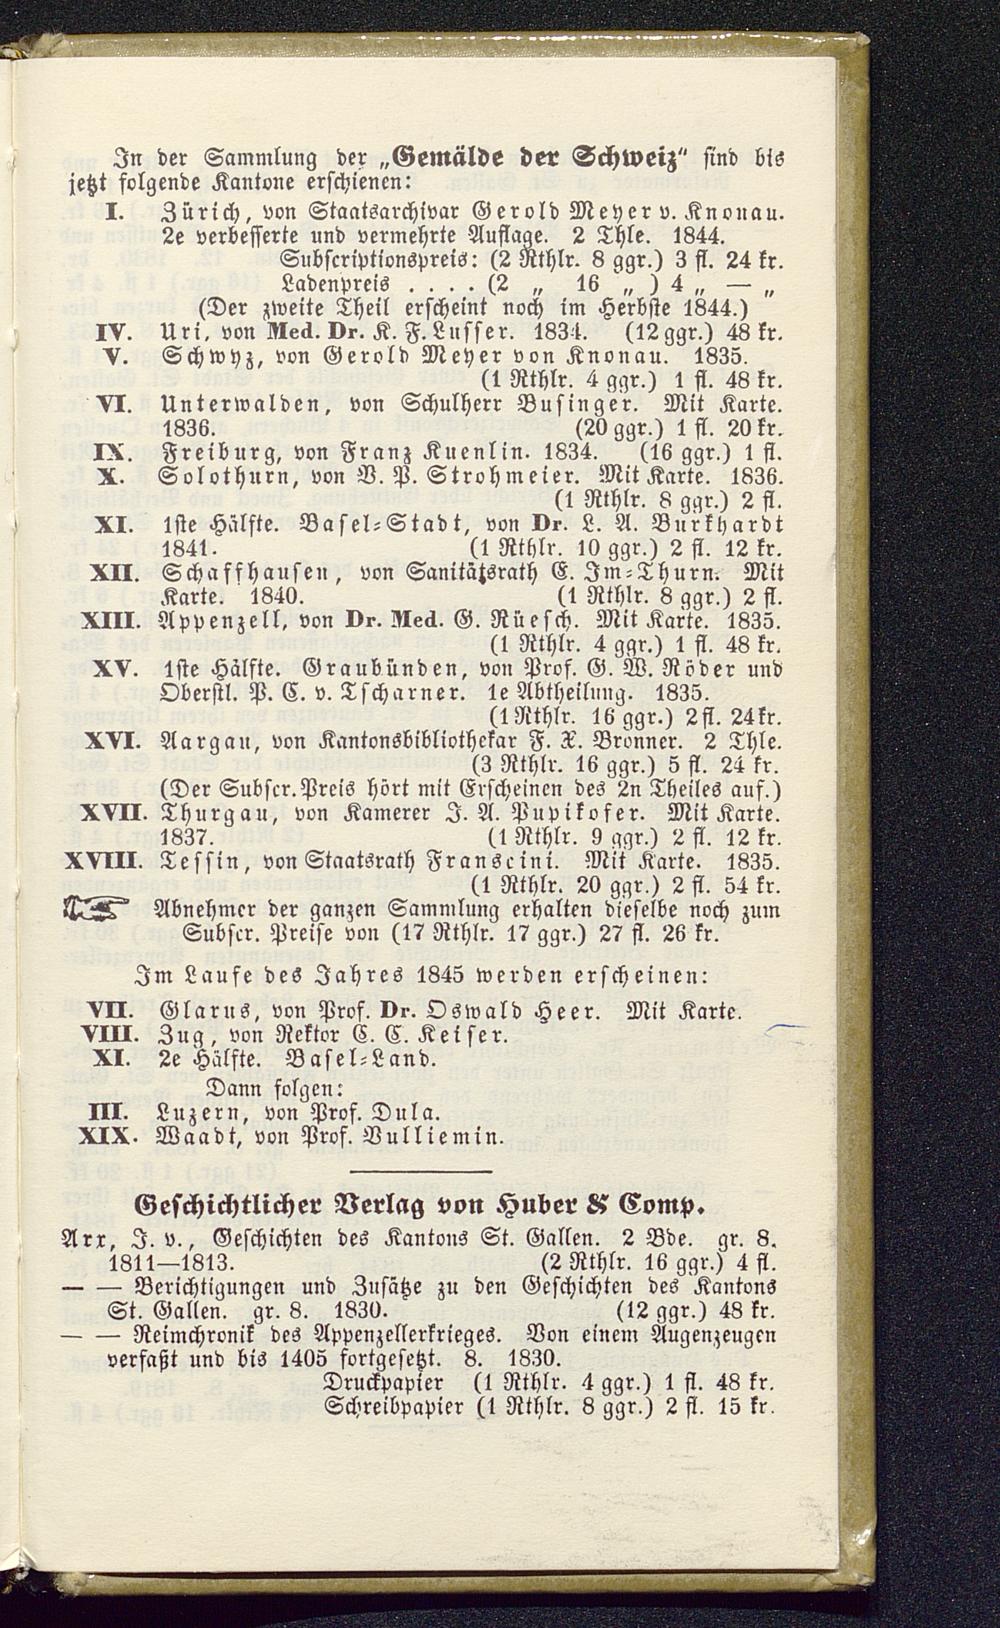 In der Sammlung der „Gemälde der Schweiz“ sind bis
jetzt folgende Kantone erschienen:
I. Zürich, von Staatsarchivar Gerold Meyer v. Knonau.
2e verbesserte und vermehrte Auflage. 2 Thle. 1844.
Subscriptionspreis: (2 Rthlr. 8 ggr.) 3 fl. 24 kr.
Ladenpreis . . . . (2 „ 16 „ ) 4 „ — „
(Der zweite Theil erscheint noch im Herbste 1844.)
IV. Uri, von Med. Dr. K. F. Lusser. 1834. (12 ggr.) 48 kr.
V. Schwyz, von Gerold Meyer von Knonau. 1835.
(1 Rthlr. 4 ggr.) 1 fl. 48 kr.
VI. Unterwalden, von Schulherr Businger. Mit Karte.
1836. (20 ggr.) 1 fl. 20 kr.
IX. Freiburg, von Franz Kuenlin. 1834. (16 ggr.) 1 fl.
X. Solothurn, von V. P. Strohmeier. Mit Karte. 1836.
(1 Rthlr. 8 ggr.) 2 fl.
XI. 1ste Hälfte. Basel-Stadt, von Dr. L. A. Burkhardt
1841. (1 Rthlr. 10 ggr.) 2 fl. 12 kr.
XII. Schaffhausen, von Sanitätsrath E. Im-Thurn. Mit
Karte. 1840. (1 Rthlr. 8 ggr.) 2 fl.
XIII. Appenzell, von Dr. Med. G. Rüesch. Mit Karte. 1835.
(1 Rthlr. 4 ggr.) 1 fl. 48 kr.
XV. 1ste Hälfte. Graubünden, von Prof. G. W. Röder und
Oberstl. P. C. v. Tscharner. 1e Abtheilung. 1835.
(1 Rthlr. 16 ggr.) 2 fl. 24 kr.
XVI. Aargau, von Kantonsbibliothekar F. X. Bronner. 2 Thle.
(3 Rthlr. 16 ggr.) 5 fl. 24 kr.
(Der Subscr. Preis hört mit Erscheinen des 2n Theiles auf.)
XVII. Thurgau, von Kamerer J. A. Pupikofer. Mit Karte.
1837. (1 Rthlr. 9 ggr.) 2 fl. 12 kr.
XVIII. Tessin, von Staatsrath Franscini. Mit Karte. 1835.
(1 Rthlr. 20 ggr.) 2 fl. 54 kr.
☞ Abnehmer der ganzen Sammlung erhalten dieselbe noch zum
Subscr. Preise von (17 Rthlr. 17 ggr.) 27 fl. 26 kr.
Im Laufe des Jahres 1845 werden erscheinen:
VII. Glarus, von Prof. Dr. Oswald Heer. Mit Karte.
VIII. Zug, von Rektor C. C. Keiser.
XI. 2e Hälfte. Basel-Land.
Dann folgen:
III. Luzern, von Prof. Dula.
XIX. Waadt, von Prof. Vulliemin.
Geschichtlicher Verlag von Huber & Comp.
Arx, J. v., Geschichten des Kantons St. Gallen. 2 Bde. gr. 8.
1811—1813. (2 Rthlr. 16 ggr.) 4 fl.
— — Berichtigungen und Zusätze zu den Geschichten des Kantons
St. Gallen. gr. 8. 1830. (12 ggr.) 48 kr.
— — Reimchronik des Appenzellerkrieges. Von einem Augenzeugen
verfaßt und bis 1405 fortgesetzt. 8. 1830.
Druckpapier (1 Rthlr. 4 ggr.) 1 fl. 48 kr.
Schreibpapier (1 Rthlr. 8 ggr.) 2 fl. 15 kr.